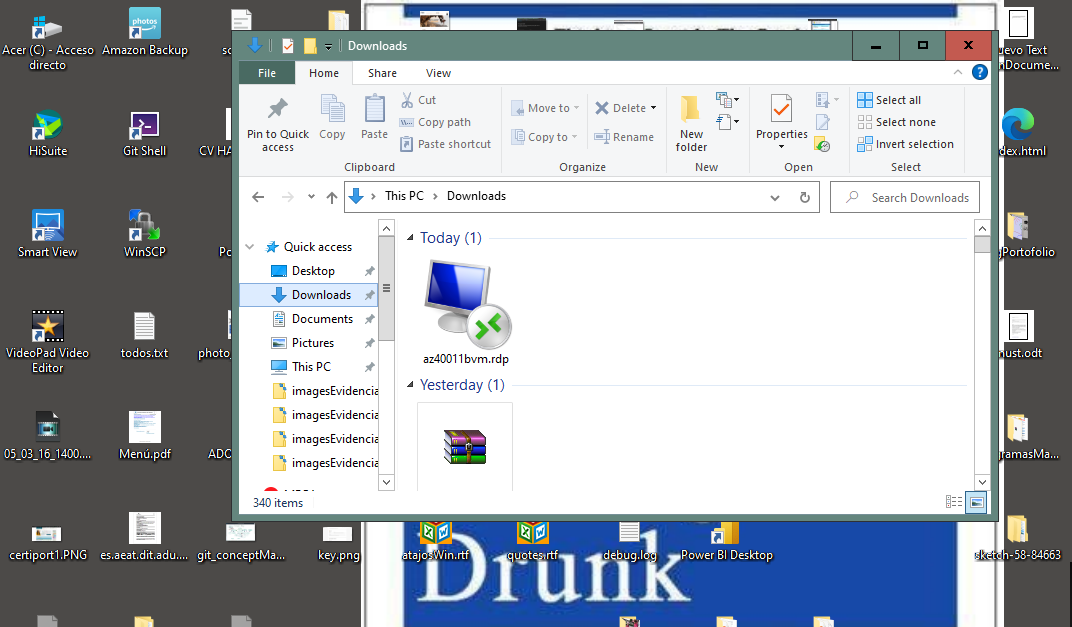 Acer (C) - Acceso
directo
Amazon Backup
HiSuite
Git Shell
CV HA
Smart View
WinSCP
VideoPad Video
Editor
todos.txt
photo_
05_03_16_1400....
Menú.pdf
ADO
certiport1.PNG
es.aeat.dit.adu....
git_conceptMa...
key.png
atajosWin.rtf
quotes.rtf
debug.log
Power BI Desktop
sketch-58-84663
Downloads
File
Home
Share
View
Pin to Quick
access
Copy
Paste
Cut
Copy path
Paste shortcut
Clipboard
Move to
Copy to
Delete
Rename
Organize
New
folder
New
Properties
Open
Select all
Select none
Invert selection
Select
This PC > Downloads
Search Downloads
Quick access
Desktop
Downloads
Documents
Pictures
This PC
imagesEvidencia
imagesEvidencia
imagesEvidencia
imagesEvidencia
Today (1)
az40011bvm.rdp
Yesterday (1)
340 items
uevo Text
nDocume...
dex.html
gPortofolio
nust.odt
gramasMa...
Drunk